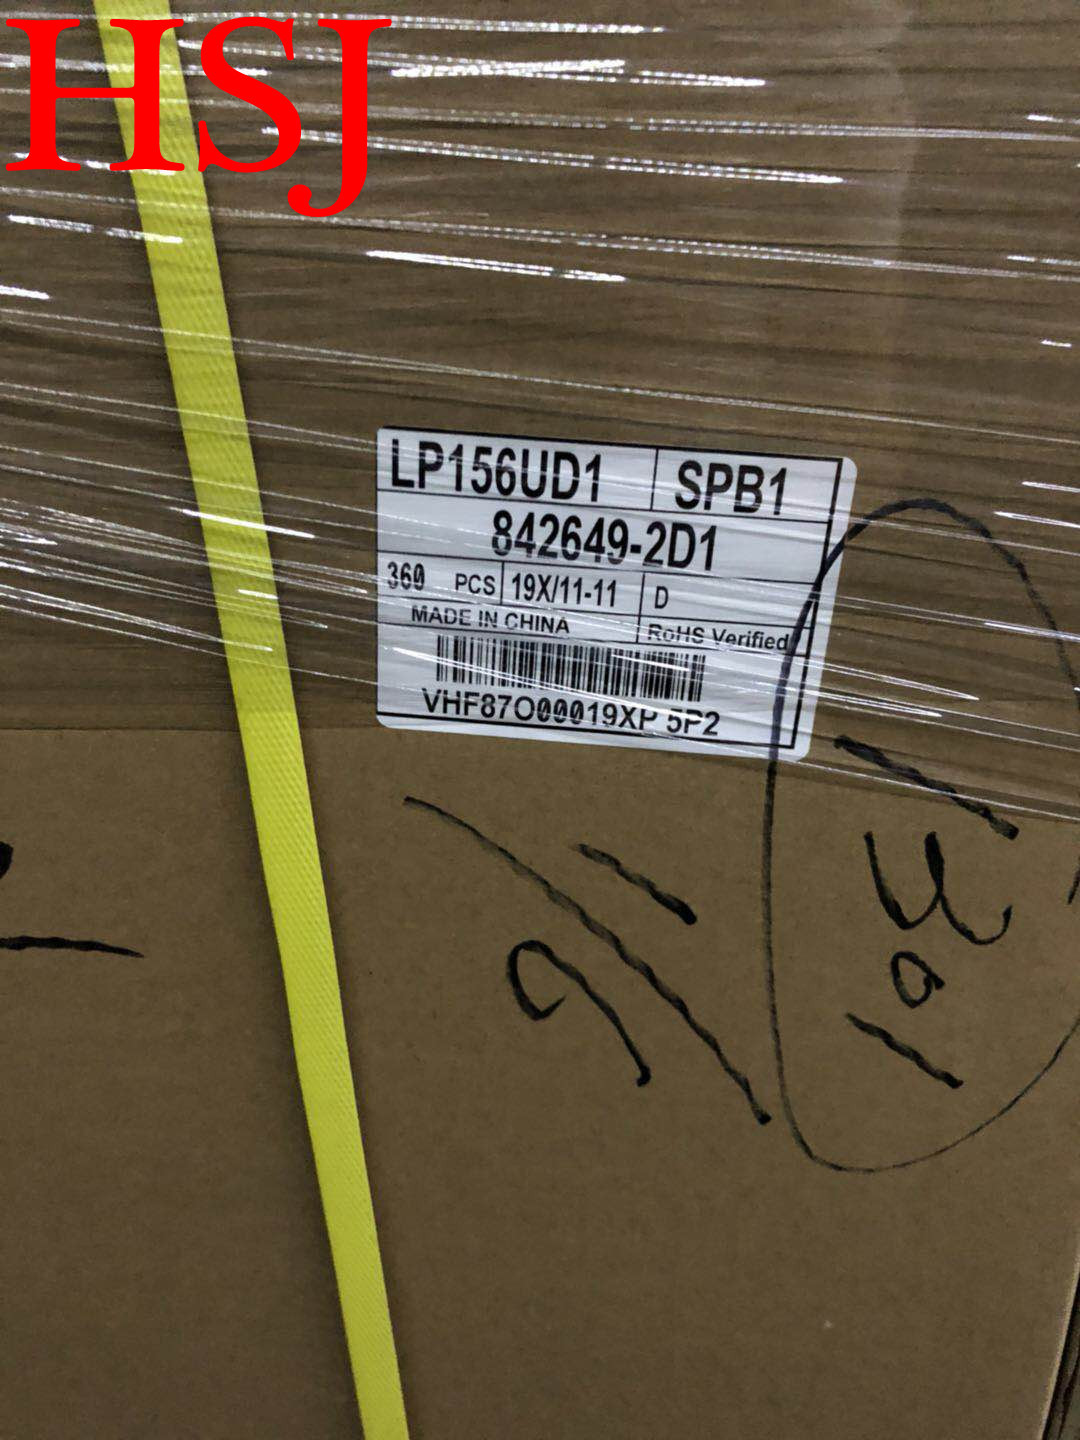 HSJ
LP156UD1 SPB1
842649-2D1
360 PCS 19X/11-11 D
MADE IN CHINA RoHS Verified
VHF87O00019XP 5P2